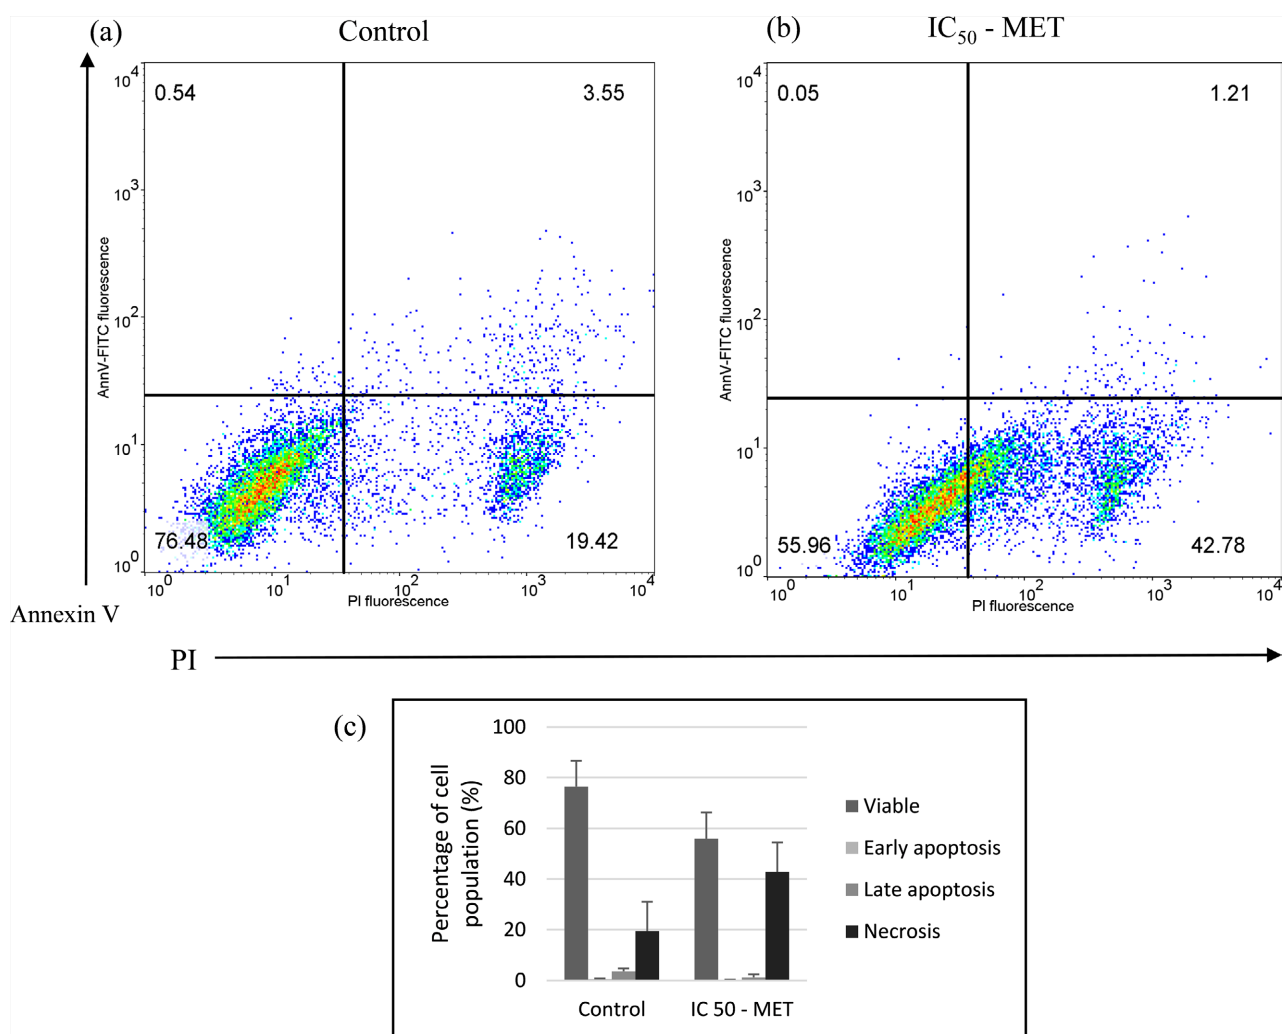 (a)
Control
(b)
IC50 - MET
10^4
0.54
3.55
10^3
AnnV-FITC fluorescence
10^2
10^1
76.48
19.42
10^0
10^0 10^1 10^2 10^3 10^4
PI fluorescence
10^4
0.05
1.21
10^3
AnnV-FITC fluorescence
10^2
10^1
55.96
42.78
10^0
10^0 10^1 10^2 10^3 10^4
PI fluorescence
Annexin V
PI
(c)
Percentage of cell
population (%)
100
80
60
40
20
0
Control
IC 50 - MET
Viable
Early apoptosis
Late apoptosis
Necrosis